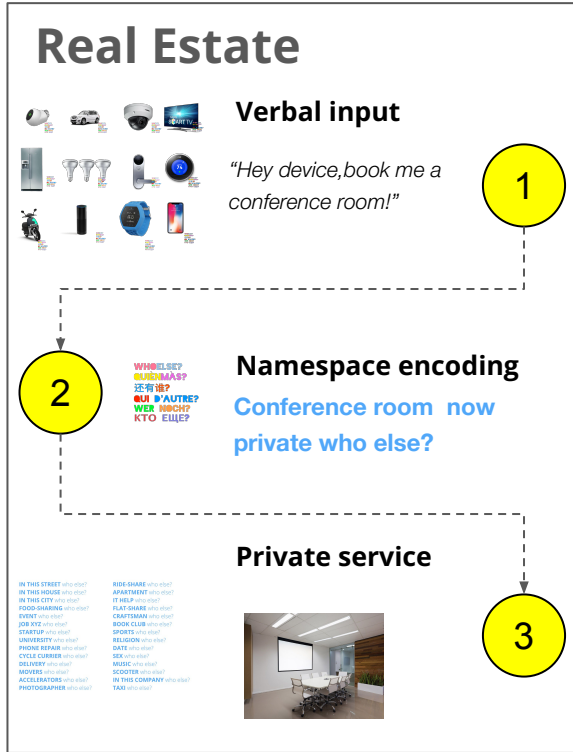 Real Estate
SMART TV
Verbal input
“Hey device,book me a
conference room!”
1
74
2
WHOELSE?
QUIÉNMÀS?
还有谁?
QUI D'AUTRE?
WER NOCH?
КТО ЕЩЕ?
Namespace encoding
Conference room now
private who else?
Private service
3
IN THIS STREET who else?
IN THIS HOUSE who else?
IN THIS CITY who else?
FOOD-SHARING who else?
EVENT who else?
JOB XYZ who else?
STARTUP who else?
UNIVERSITY who else?
PHONE REPAIR who else?
CYCLE CURRIER who else?
DELIVERY who else?
MOVERS who else?
ACCELERATORS who else?
PHOTOGRAPHER who else?
RIDE-SHARE who else?
APARTMENT who else?
IT HELP who else?
FLAT-SHARE who else?
CRAFTSMAN who else?
BOOK CLUB who else?
SPORTS who else?
RELIGION who else?
DATE who else?
SEX who else?
MUSIC who else?
SCOOTER who else?
IN THIS COMPANY who else?
TAXI who else?